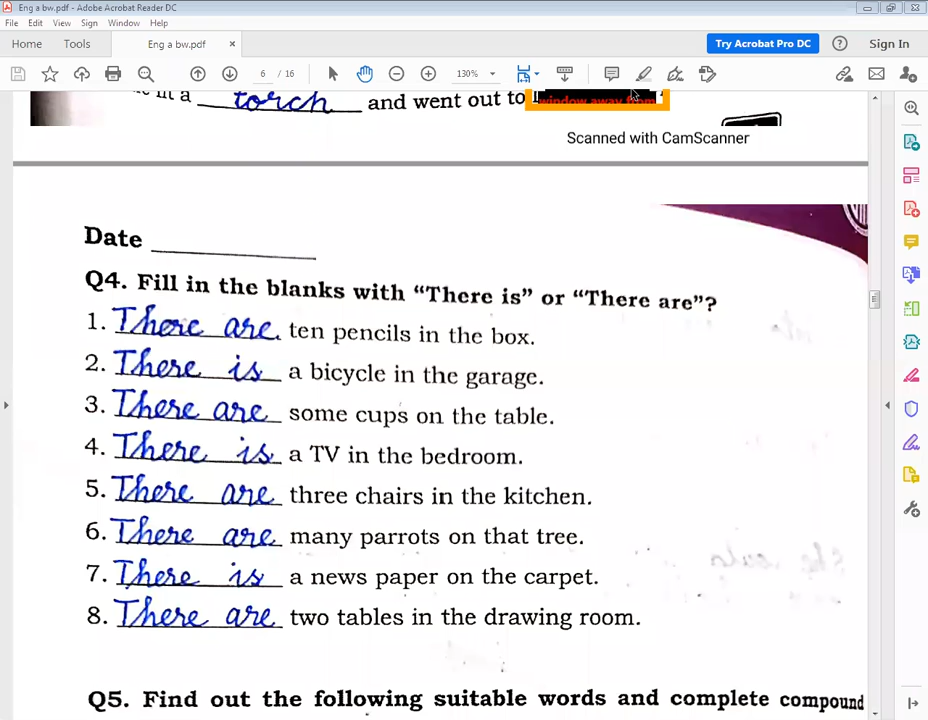 Eng a bw.pdf - Adobe Acrobat Reader DC
File Edit View Sign Window Help
Home Tools Eng a bw.pdf × Try Acrobat Pro DC Sign In
6 / 16 130%
in a torch and went out to
window away from
Scanned with CamScanner
Date
Q4. Fill in the blanks with “There is” or “There are”?
1. There are. ten pencils in the box.
2. There is a bicycle in the garage.
3. There are some cups on the table.
4. There is a TV in the bedroom.
5. There are three chairs in the kitchen.
6. There are many parrots on that tree.
7. There is a news paper on the carpet.
8. There are two tables in the drawing room.
Q5. Find out the following suitable words and complete compound